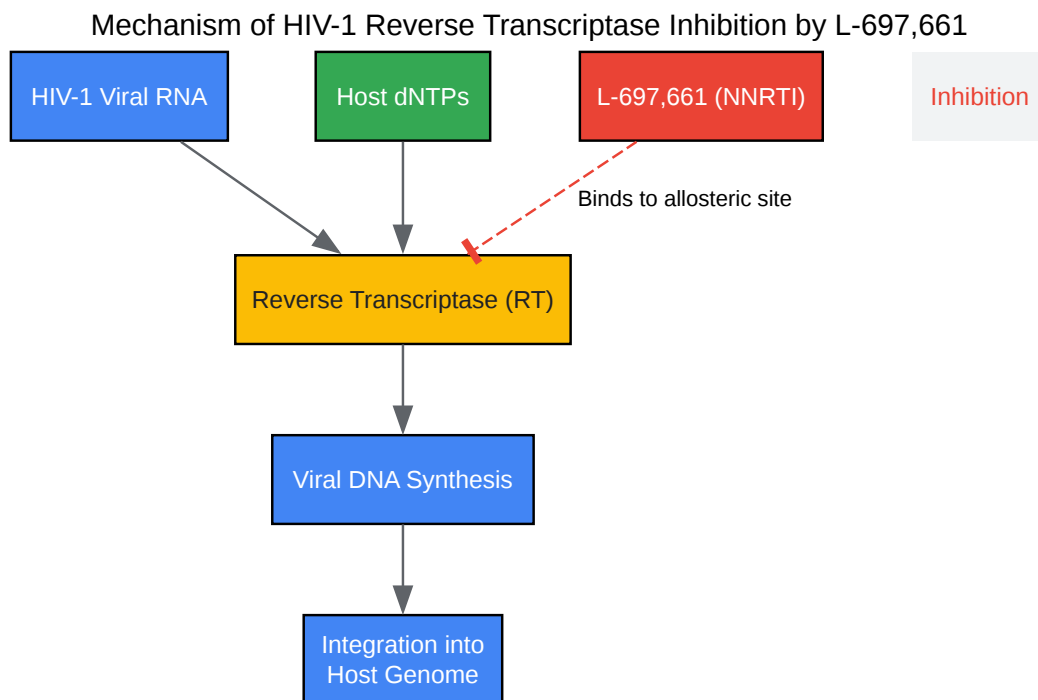 Mechanism of HIV-1 Reverse Transcriptase Inhibition by L-697,661
HIV-1 Viral RNA
Host dNTPs
L-697,661 (NNRTI)
Inhibition
Binds to allosteric site
Reverse Transcriptase (RT)
Viral DNA Synthesis
Integration into
Host Genome